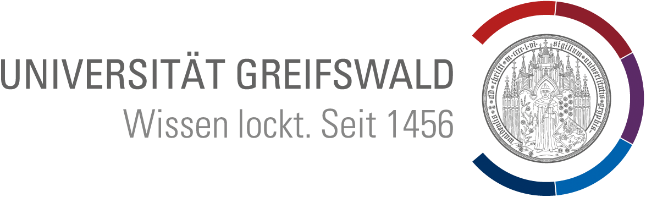 UNIVERSITÄT GREIFSWALD
Wissen lockt. Seit 1456